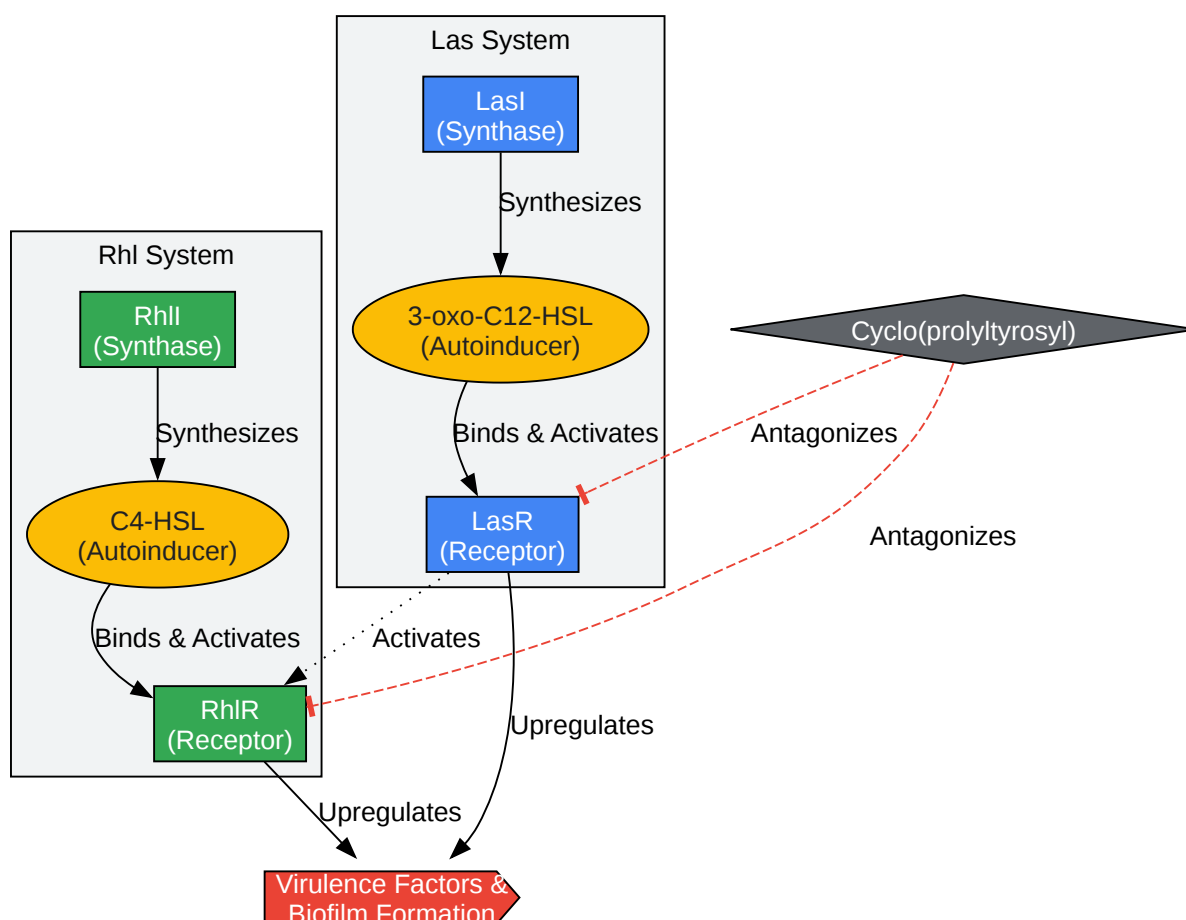 Las System
LasI
(Synthase)
Synthesizes
Rhl System
RhlI
(Synthase)
3-oxo-C12-HSL
(Autoinducer)
Cyclo(prolyltyrosyl)
Synthesizes
Binds & Activates
Antagonizes
C4-HSL
(Autoinducer)
LasR
(Receptor)
Antagonizes
Binds & Activates
Activates
RhlR
(Receptor)
Upregulates
Upregulates
Virulence Factors &
Biofilm Formation